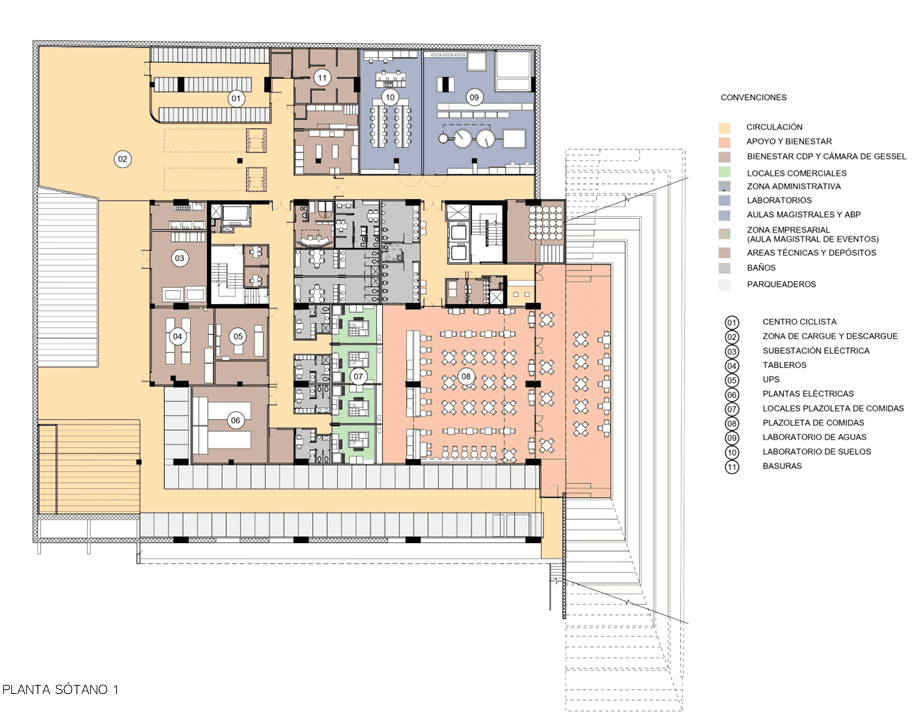 CONVENCIONES
CIRCULACIÓN
APOYO Y BIENESTAR
BIENESTAR CDP Y CÁMARA DE GESSEL
LOCALES COMERCIALES
ZONA ADMINISTRATIVA
LABORATORIOS
AULAS MAGISTRALES Y ABP
ZONA EMPRESARIAL
(AULA MAGISTRAL DE EVENTOS)
AREAS TÉCNICAS Y DEPÓSITOS
BAÑOS
PARQUEADEROS
01 CENTRO CICLISTA
02 ZONA DE CARGUE Y DESCARGUE
03 SUBESTACIÓN ELÉCTRICA
04 TABLEROS
05 UPS
06 PLANTAS ELÉCTRICAS
07 LOCALES PLAZOLETA DE COMIDAS
08 PLAZOLETA DE COMIDAS
09 LABORATORIO DE AGUAS
10 LABORATORIO DE SUELOS
11 BASURAS
11
01
10
09
02
03
04
05
07
08
06
PLANTA SÓTANO 1